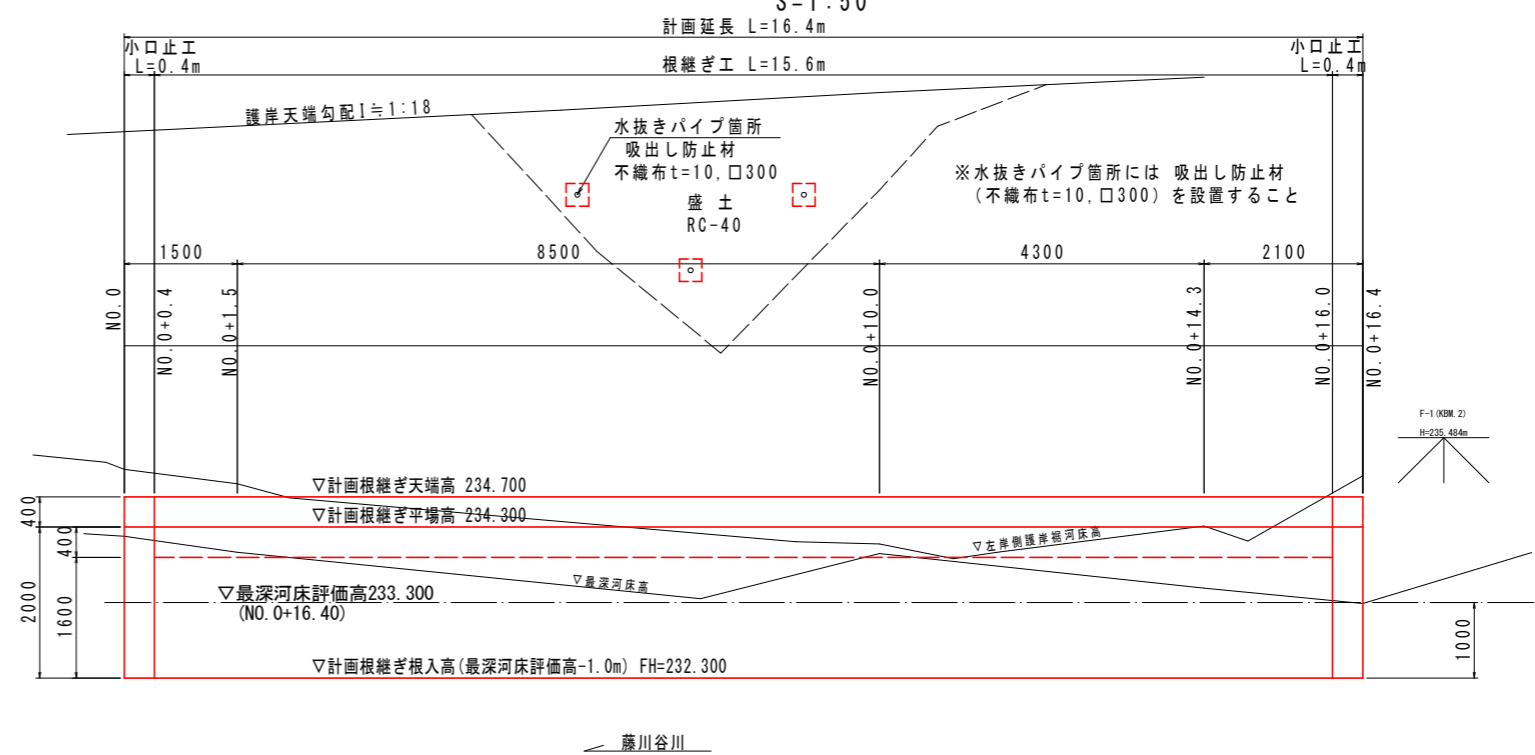 S=1:50
計画延長 L=16.4m
小口止工
L=0.4m
根継ぎ工 L=15.6m
小口止工
L=0.4m
護岸天端勾配I≒1:18
水抜きパイプ箇所
吸出し防止材
不織布t=10,□300
盛 土
RC-40
※水抜きパイプ箇所には 吸出し防止材
(不織布t=10,□300)を設置すること
1500
8500
4300
2100
NO.0
NO.0+0.4
NO.0+1.5
NO.0+10.0
NO.0+14.3
NO.0+16.0
NO.0+16.4
F-1(KBM.2)
H=235.484m
▽計画根継ぎ天端高 234.700
▽計画根継ぎ平場高 234.300
400
400
2000
1600
▽左岸側護岸裾河床高
▽最深河床高
▽最深河床評価高233.300
(NO.0+16.40)
1000
▽計画根継ぎ根入高(最深河床評価高-1.0m) FH=232.300
藤川谷川